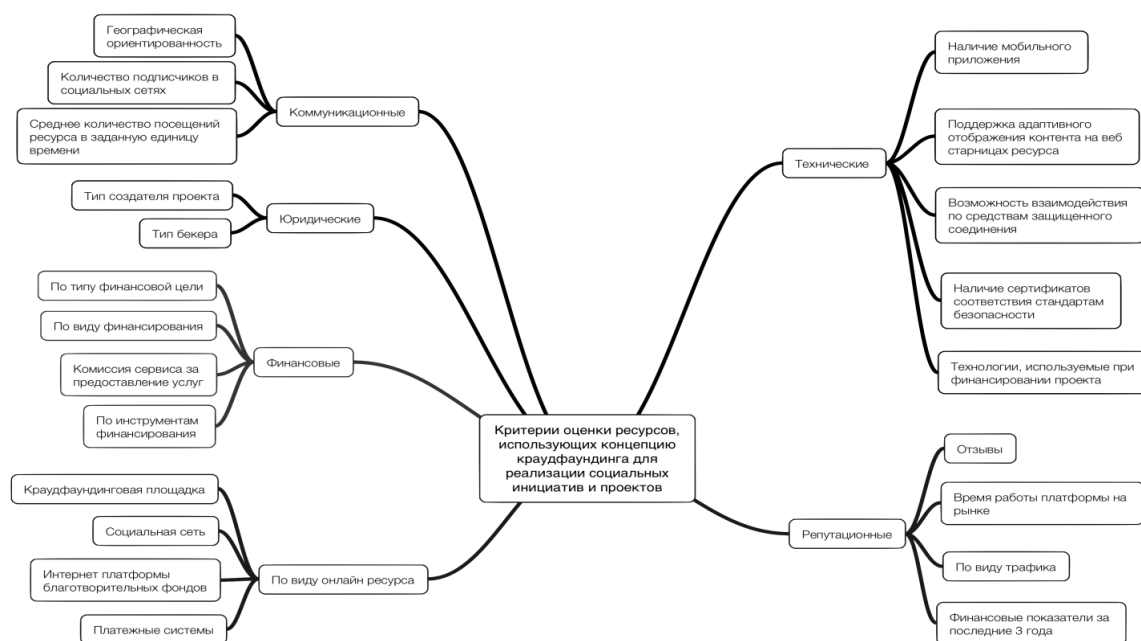 Географическая
ориентированность
Количество подписчиков в
социальных сетях
Среднее количество посещений
ресурса в заданную единицу
времени
Коммуникационные
Тип создателя проекта
Тип бекера
Юридические
По типу финансовой цели
По виду финансирования
Комиссия сервиса за
предоставление услуг
По инструментам
финансирования
Финансовые
Краудфаундинговая площадка
Социальная сеть
Интернет платформы
благотворительных фондов
Платежные системы
По виду онлайн ресурса
Критерии оценки ресурсов,
использующих концепцию
краудфаундинга для
реализации социальных
инициатив и проектов
Технические
Наличие мобильного
приложения
Поддержка адаптивного
отображения контента на веб
старницах ресурса
Возможность взаимодействия
по средствам защищенного
соединения
Наличие сертификатов
соответствия стандартам
безопасности
Технологии, используемые при
финансировании проекта
Репутационные
Отзывы
Время работы платформы на
рынке
По виду трафика
Финансовые показатели за
последние 3 года